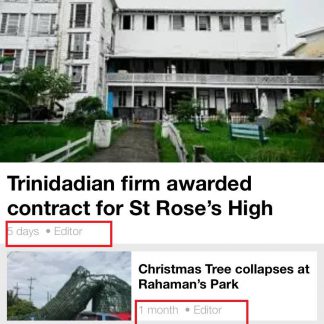 Trinidadian firm awarded
contract for St Rose’s High
5 days • Editor
Christmas Tree collapses at
Rahaman’s Park
1 month • Editor